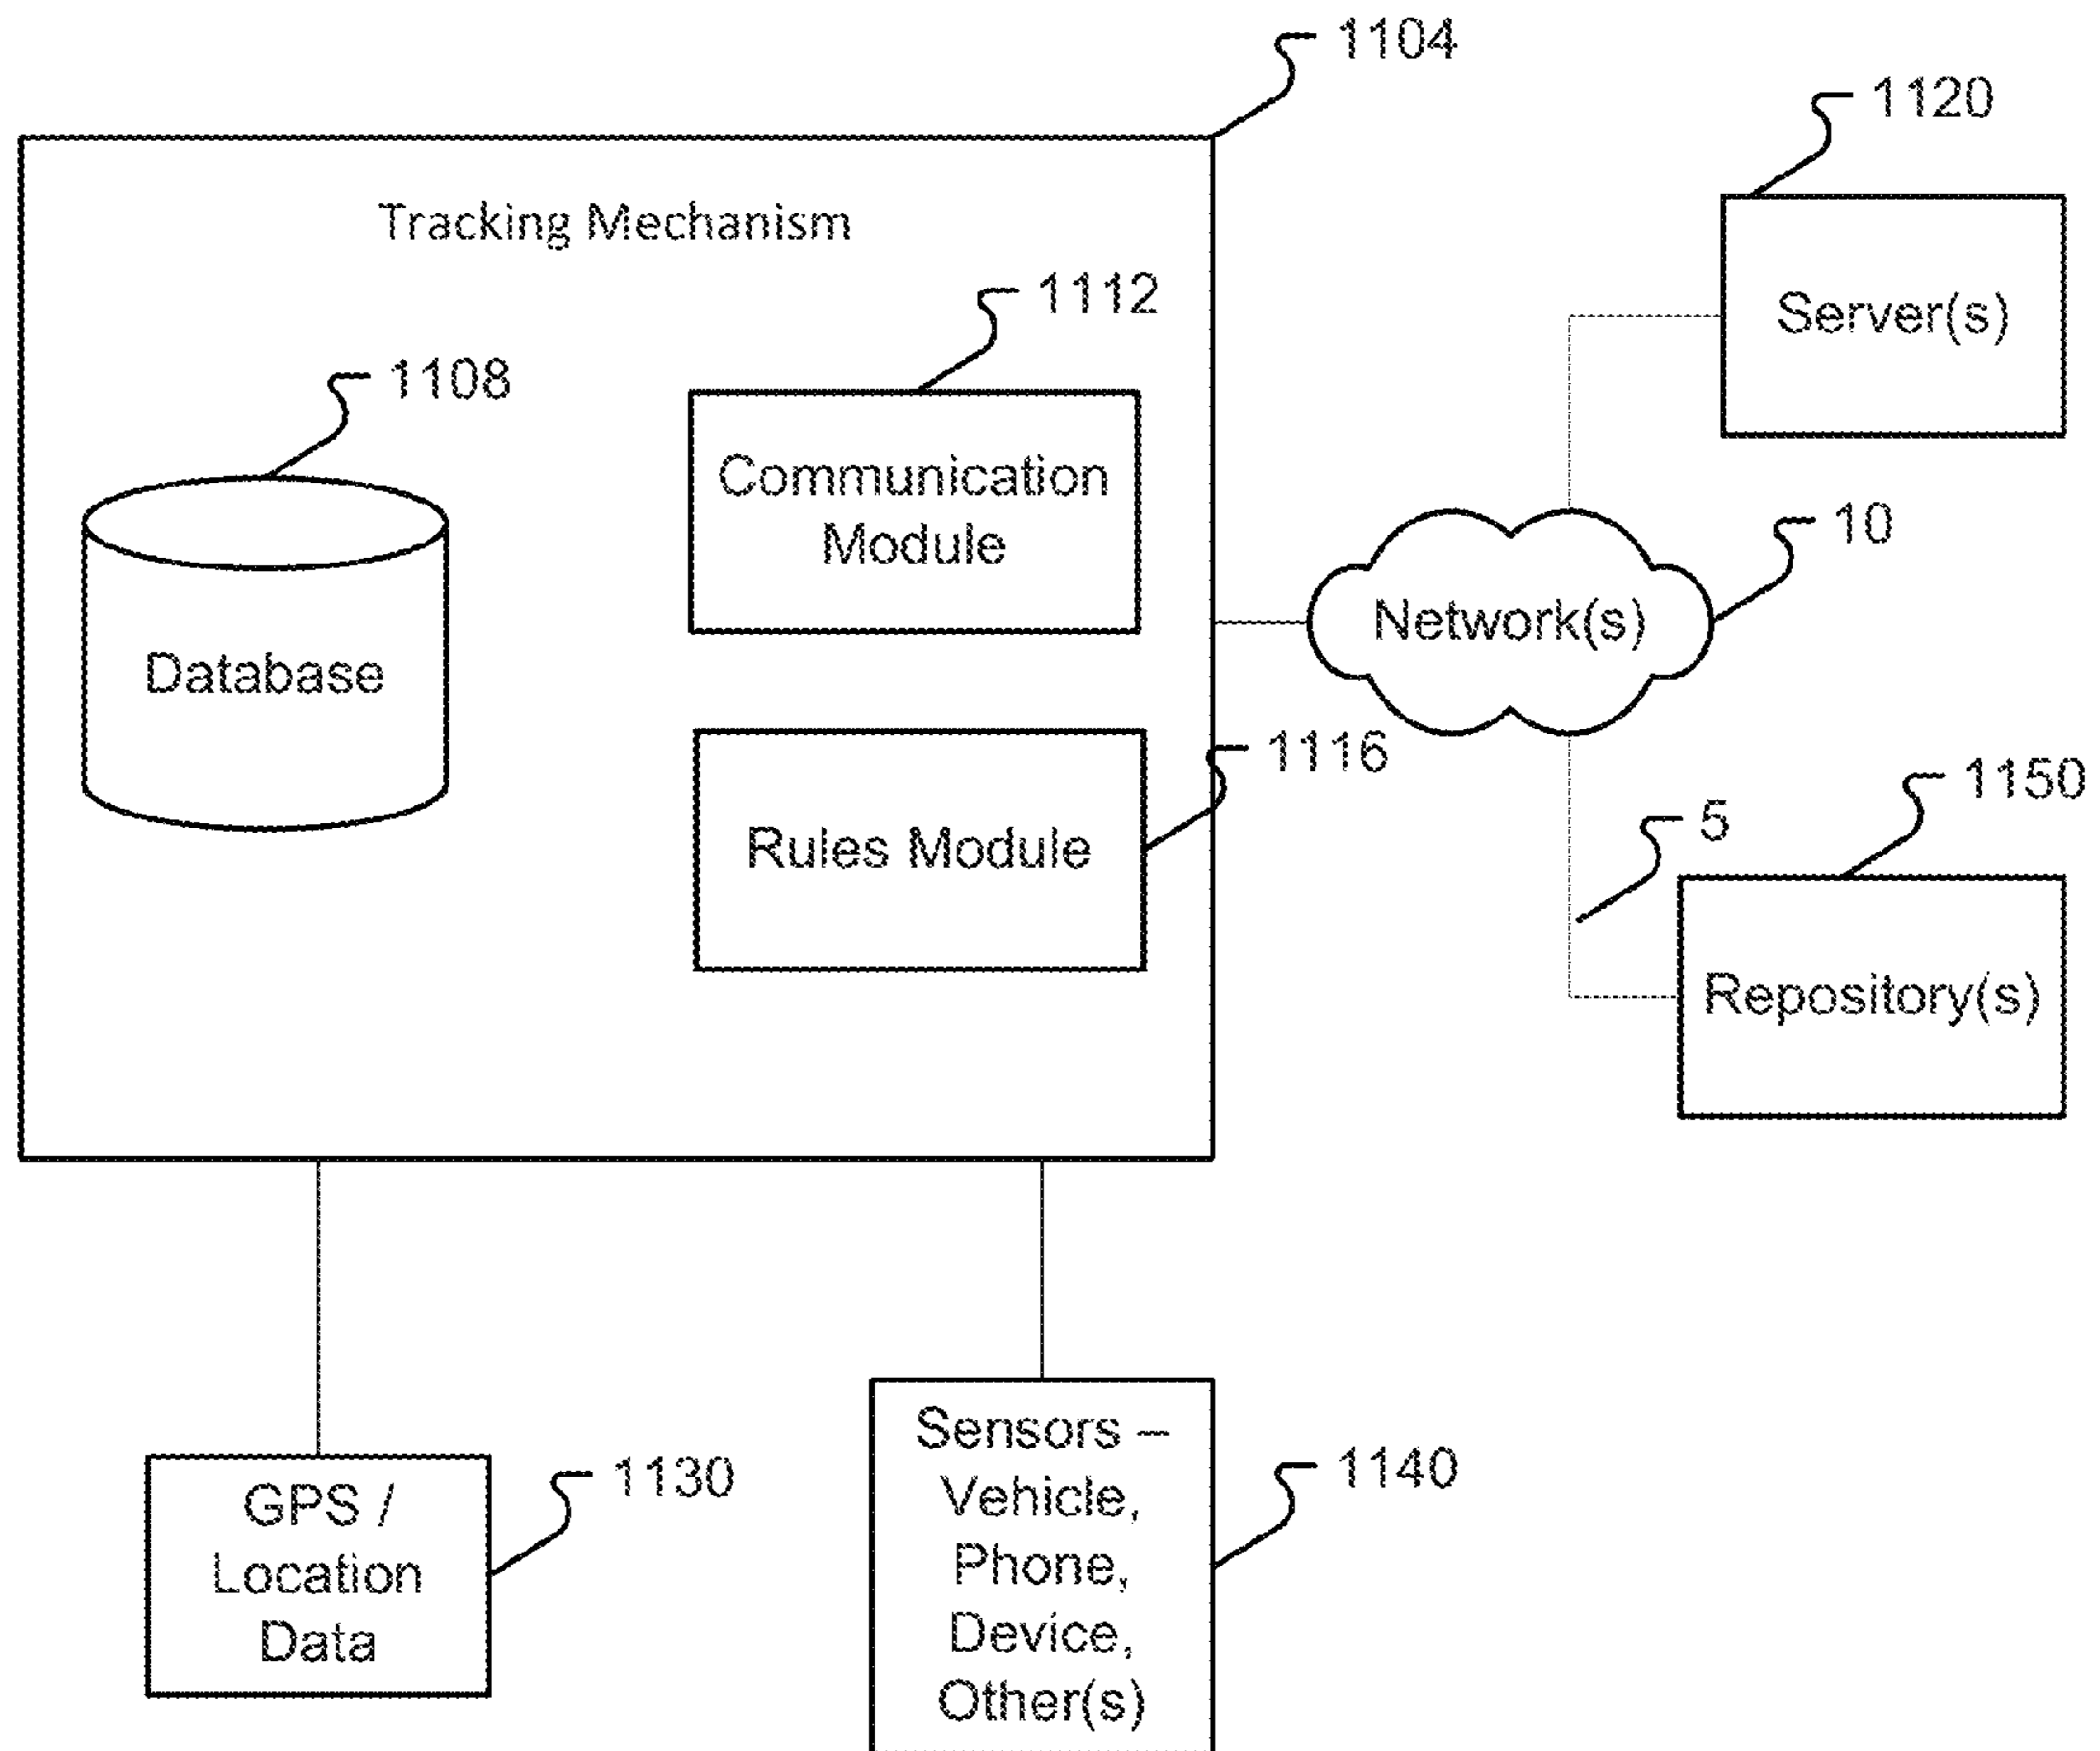 1104
1120
Tracking Mechanism
1112
Server(s)
1108
Communication
Module
10
Network(s)
Database
1116
1150
5
Rules Module
Repository(s)
Sensors –
1130
GPS /
Location
Data
Vehicle,
Phone,
Device,
Other(s)
1140